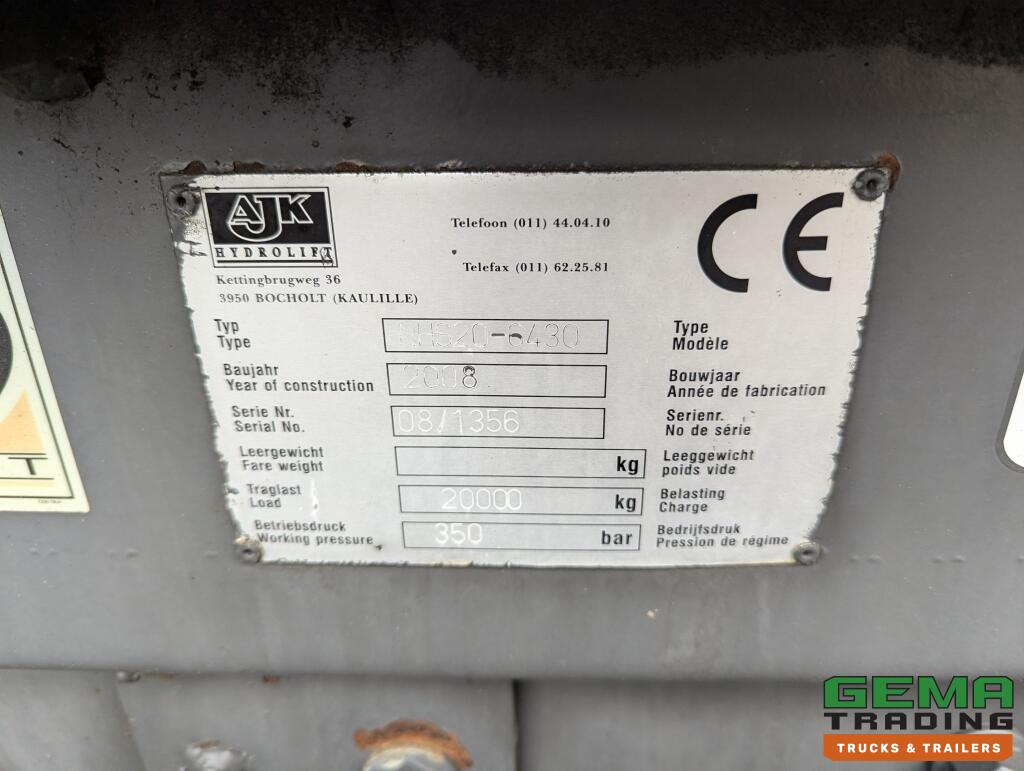 AJK
HYDROLIFT
Kettingbrugweg 36
3950 BOCHOLT (KAULILLE)
Telefoon (011) 44.04.10
Telefax (011) 62.25.81
CE
Typ
Type
Type
Modèle
Baujahr
Year of construction
2008
Bouwjaar
Année de fabrication
Serie Nr.
Serial No.
08/1356
Serienr.
No de série
Leergewicht
Fare weight
kg
Leeggewicht
poids vide
Traglast
Load
20000 kg
Belasting
Charge
Betriebsdruck
Working pressure
350 bar
Bedrijfsdruk
Pression de régime
GEMA
TRADING
TRUCKS & TRAILERS